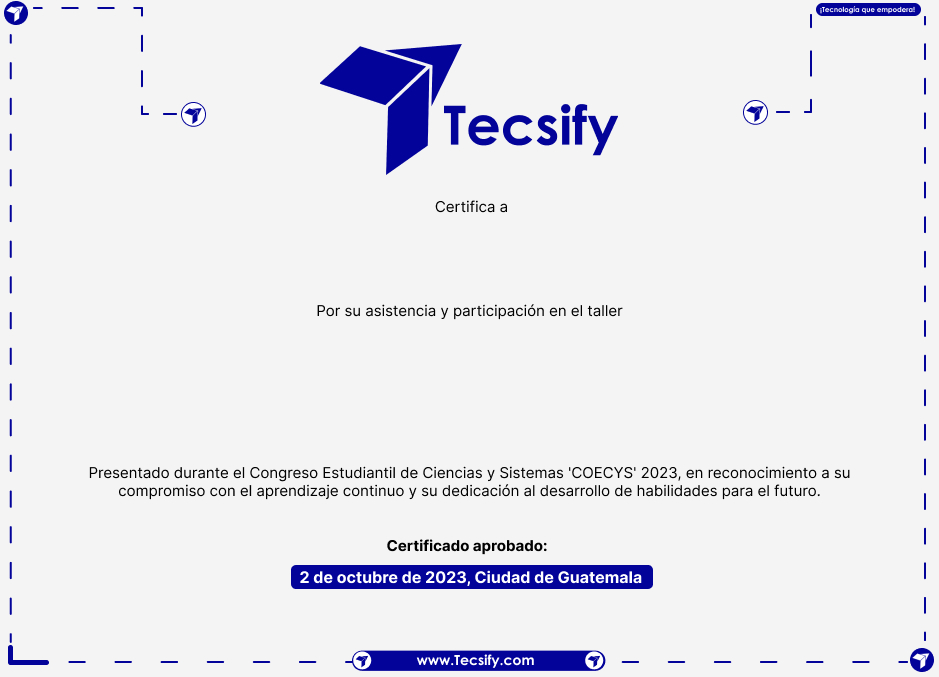 ¡Tecnología que empodera!
Tecsify
Certifica a
Por su asistencia y participación en el taller
Presentado durante el Congreso Estudiantil de Ciencias y Sistemas 'COECYS' 2023, en reconocimiento a su
compromiso con el aprendizaje continuo y su dedicación al desarrollo de habilidades para el futuro.
Certificado aprobado:
2 de octubre de 2023, Ciudad de Guatemala
www.Tecsify.com